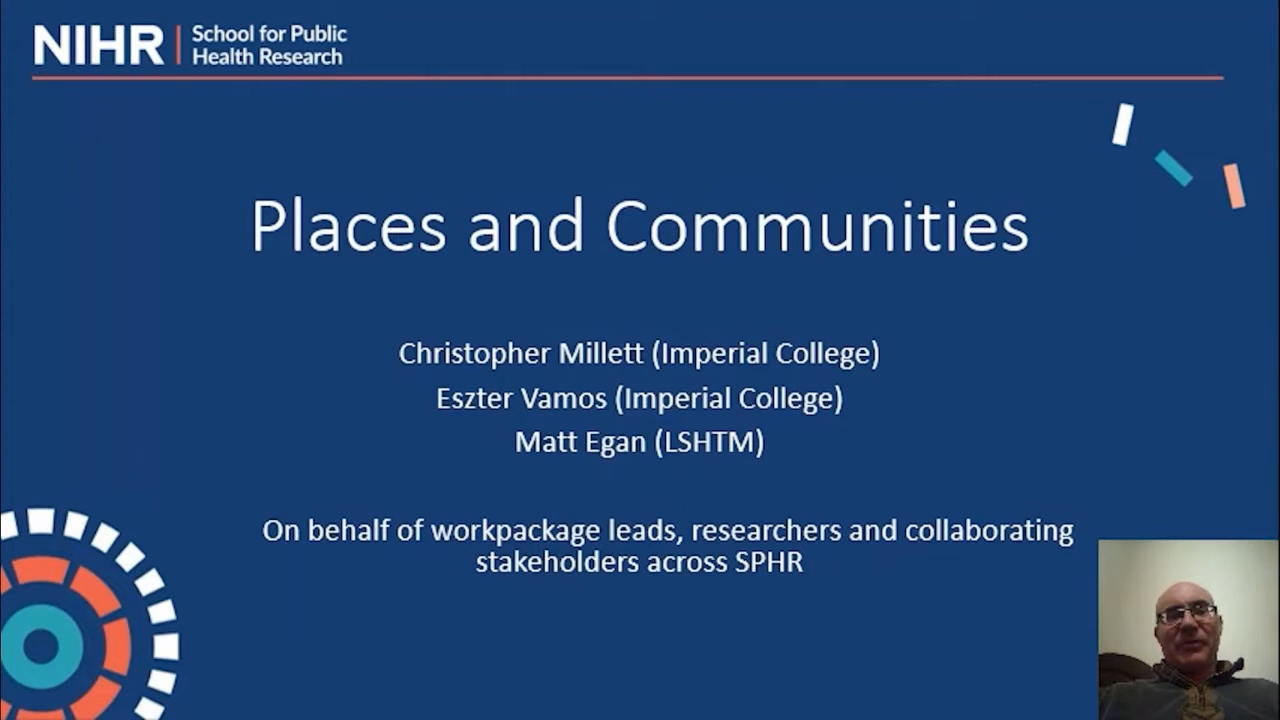 NIHR
School for Public
Health Research
Places and Communities
Christopher Millett (Imperial College)
Eszter Vamos (Imperial College)
Matt Egan (LSHTM)
On behalf of workpackage leads, researchers and collaborating
stakeholders across SPHR